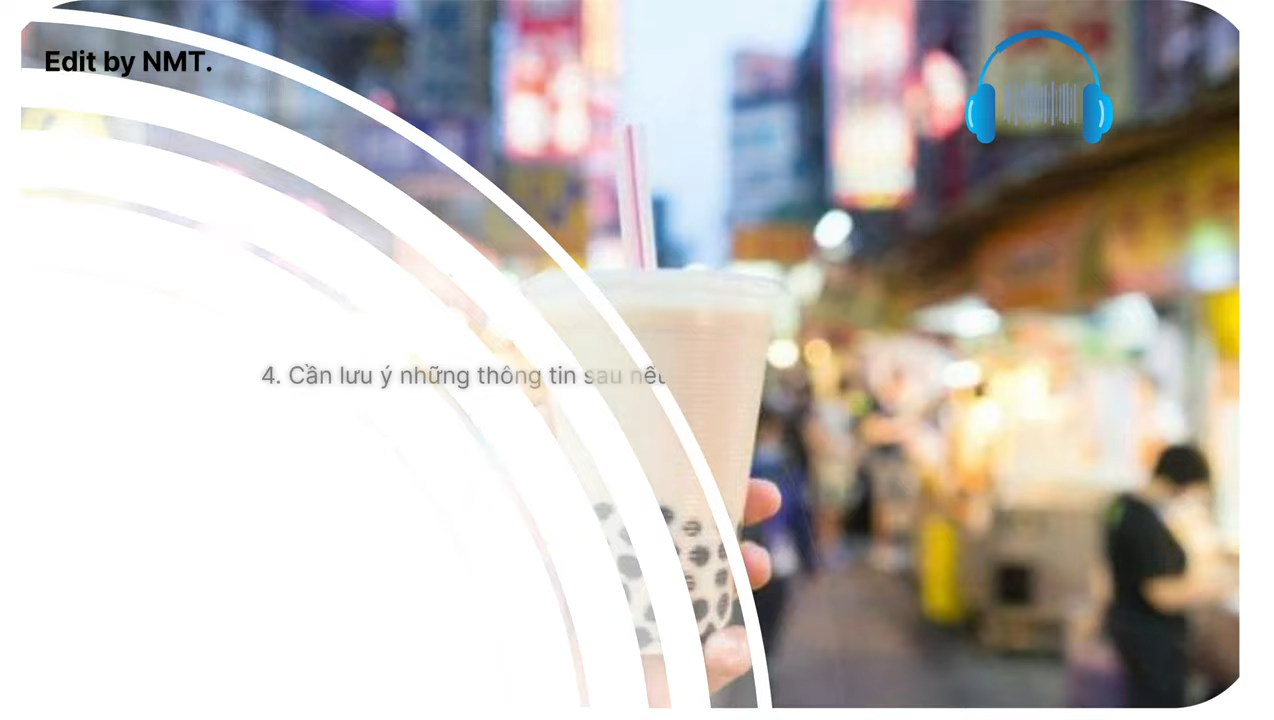 Edit by NMT.
4. Cần lưu ý những thông tin sau